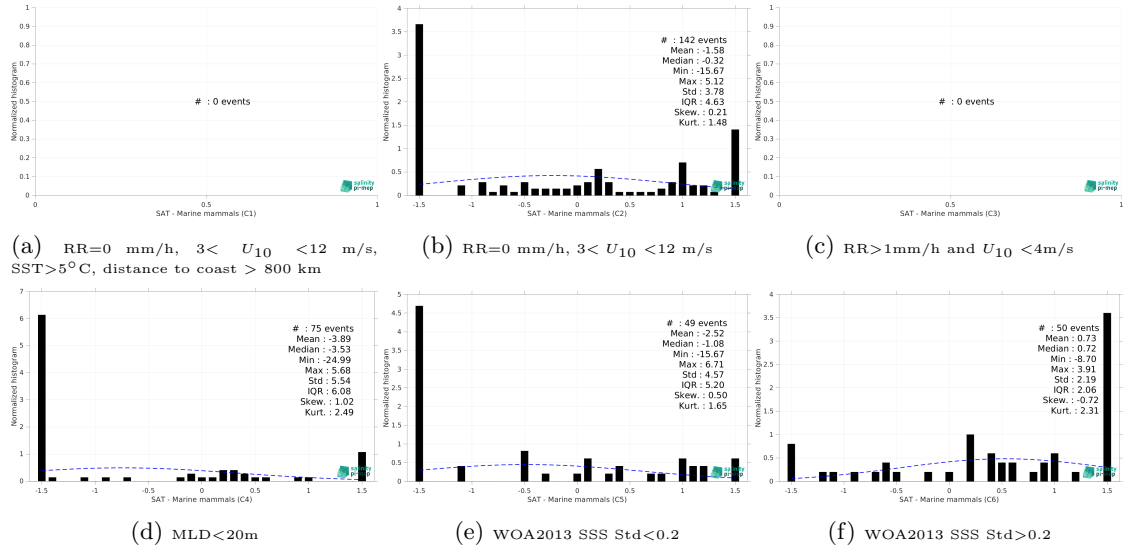 1
0.9
0.8
0.7
0.6
0.5
0.4
0.3
0.2
0.1
0
Normalized histogram
# : 0 events
salinity
pi-mep
0 0.5 1
SAT - Marine mammals (C1)
(a) RR=0 mm/h, 3< U10 <12 m/s,
SST>5°C, distance to coast > 800 km
4
3.5
3
2.5
2
1.5
1
0.5
0
Normalized histogram
# : 142 events
Mean : -1.58
Median : -0.32
Min : -15.67
Max : 5.12
Std : 3.78
IQR : 4.63
Skew. : 0.21
Kurt. : 1.48
salinity
pi-mep
-1.5 -1 -0.5 0 0.5 1 1.5
SAT - Marine mammals (C2)
(b) RR=0 mm/h, 3< U10 <12 m/s
1
0.9
0.8
0.7
0.6
0.5
0.4
0.3
0.2
0.1
0
Normalized histogram
# : 0 events
salinity
pi-mep
0 0.5 1
SAT - Marine mammals (C3)
(c) RR>1mm/h and U10 <4m/s
7
6
5
4
3
2
1
0
Normalized histogram
# : 75 events
Mean : -3.89
Median : -3.53
Min : -24.99
Max : 5.68
Std : 5.54
IQR : 6.08
Skew. : 1.02
Kurt. : 2.49
salinity
pi-mep
-1.5 -1 -0.5 0 0.5 1 1.5
SAT - Marine mammals (C4)
(d) MLD<20m
5
4.5
4
3.5
3
2.5
2
1.5
1
0.5
0
Normalized histogram
# : 49 events
Mean : -2.52
Median : -1.08
Min : -15.67
Max : 6.71
Std : 4.57
IQR : 5.20
Skew. : 0.50
Kurt. : 1.65
salinity
pi-mep
-1.5 -1 -0.5 0 0.5 1 1.5
SAT - Marine mammals (C5)
(e) WOA2013 SSS Std<0.2
4
3.5
3
2.5
2
1.5
1
0.5
0
Normalized histogram
# : 50 events
Mean : 0.73
Median : 0.72
Min : -8.70
Max : 3.91
Std : 2.19
IQR : 2.06
Skew. : -0.72
Kurt. : 2.31
salinity
pi-mep
-1.5 -1 -0.5 0 0.5 1 1.5
SAT - Marine mammals (C6)
(f) WOA2013 SSS Std>0.2